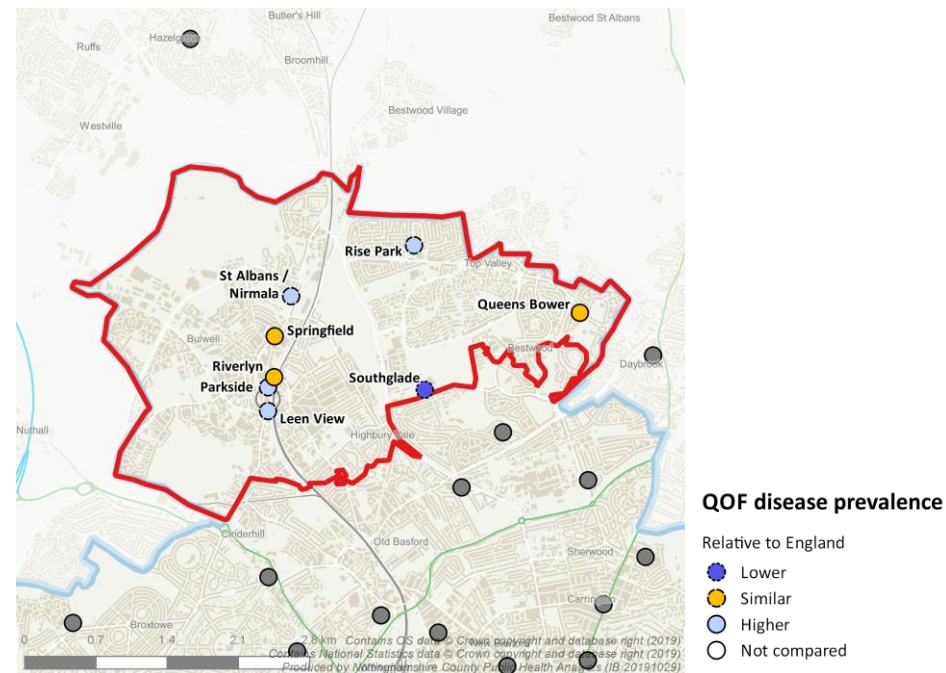 Butler's Hill
Bestwood St Albans
Hazelgrove
Ruffs
Broomhill
Bestwood Village
Westville
Rise Park
Top Valley
St Albans /
Nirmala
Queens Bower
Springfield
Bulwell
Bestwood
Daybrook
Riverlyn
Parkside
Southglade
Leen View
Nuthall
Highbury Vale
Cinderhill
Old Basford
Sherwood
Carrington
Broxtowe
0 0.7 1.4 2.1 2.8 km
Contains OS data © Crown copyright and database right (2019)
Contains National Statistics data © Crown copyright and database right (2019)
Produced by Nottinghamshire County Public Health Analysts (IB 20191029)
QOF disease prevalence
Relative to England
Lower
Similar
Higher
Not compared